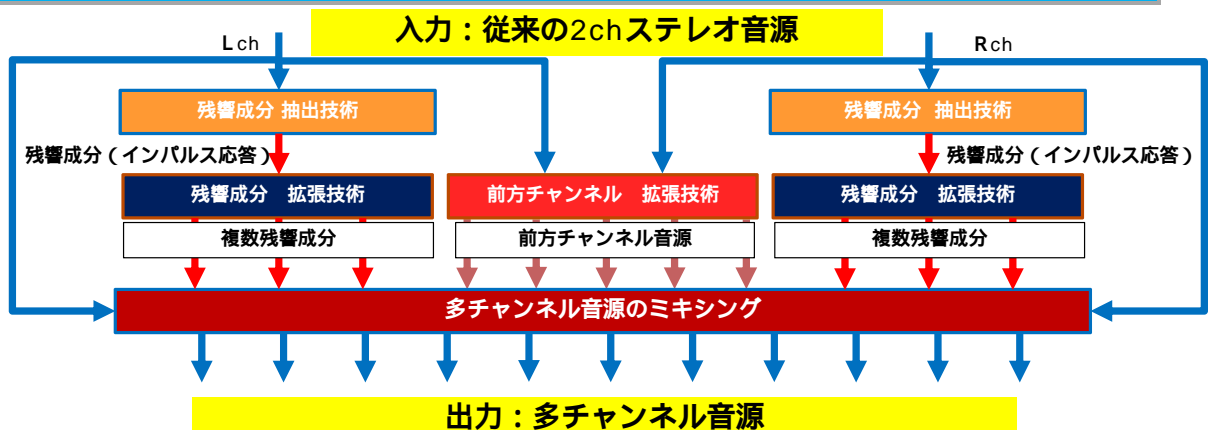 入力：従来の2chステレオ音源
Lch
Rch
残響成分 抽出技術
残響成分　抽出技術
残響成分（インパルス応答）
残響成分（インパルス応答）
残響成分　拡張技術
前方チャンネル　拡張技術
残響成分　拡張技術
複数残響成分
前方チャンネル音源
複数残響成分
多チャンネル音源のミキシング
出力：多チャンネル音源